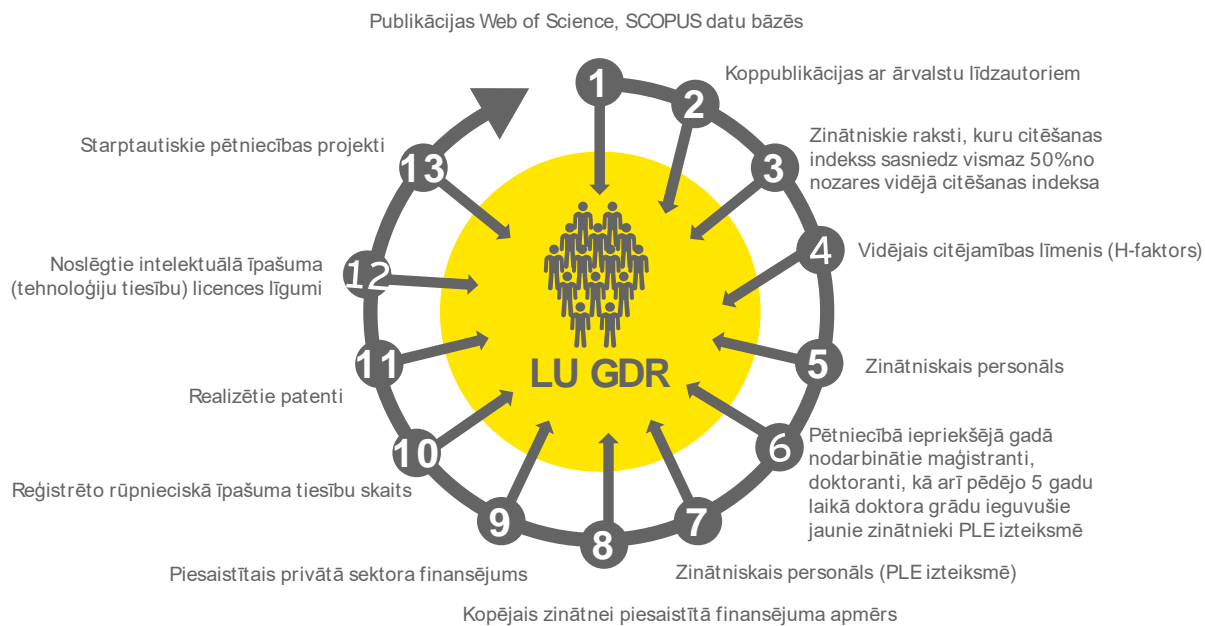 Publikācijas Web of Science, SCOPUS datu bāzēs
1
Koppublikācijas ar ārvalstu līdzautoriem
2
Zinātniskie raksti, kuru citēšanas
indekss sasniedz vismaz 50%no
nozares vidējā citēšanas indeksa
3
Vidējais citējamības līmenis (H-faktors)
4
Zinātniskais personāls
5
Pētniecībā iepriekšējā gadā
nodarbinātie maģistranti,
doktoranti, kā arī pēdējo 5 gadu
laikā doktora grādu ieguvušie
jaunie zinātnieki PLE izteiksmē
6
Zinātniskais personāls (PLE izteiksmē)
7
Kopējais zinātnei piesaistītā finansējuma apmērs
8
Piesaistītais privātā sektora finansējums
9
Reģistrēto rūpnieciskā īpašuma tiesību skaits
10
Realizētie patenti
11
Noslēgtie intelektuālā īpašuma
(tehnoloģiju tiesību) licences līgumi
12
Starptautiskie pētniecības projekti
13
LU GDR